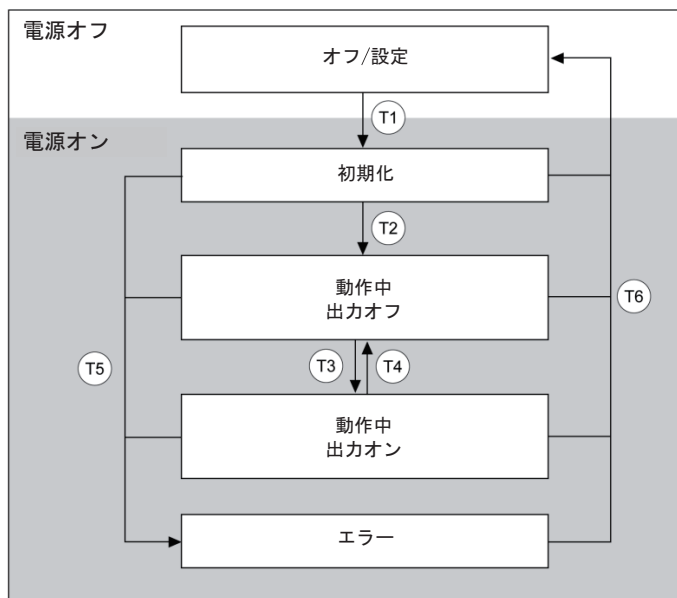 電源オフ
オフ/設定
T1
電源オン
初期化
T2
動作中
出力オフ
T6
T3
T4
T5
動作中
出力オン
エラー